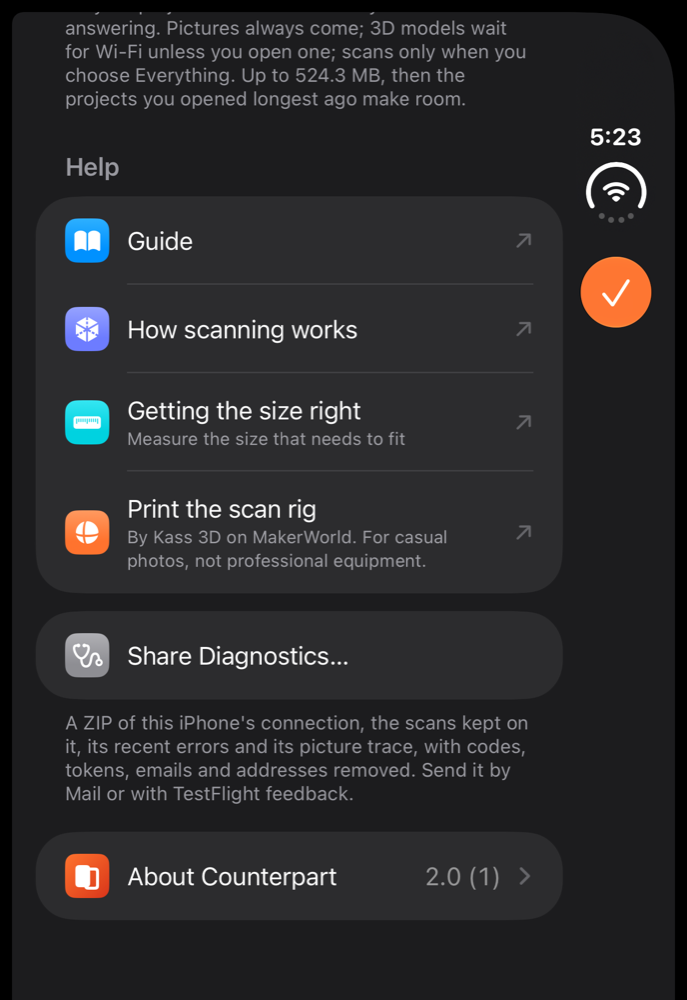 answering. Pictures always come; 3D models wait
for Wi-Fi unless you open one; scans only when you
choose Everything. Up to 524.3 MB, then the
projects you opened longest ago make room.
5:23
Help
Guide
How scanning works
Getting the size right
Measure the size that needs to fit
Print the scan rig
By Kass 3D on MakerWorld. For casual
photos, not professional equipment.
Share Diagnostics...
A ZIP of this iPhone's connection, the scans kept on
it, its recent errors and its picture trace, with codes,
tokens, emails and addresses removed. Send it by
Mail or with TestFlight feedback.
About Counterpart 2.0 (1)